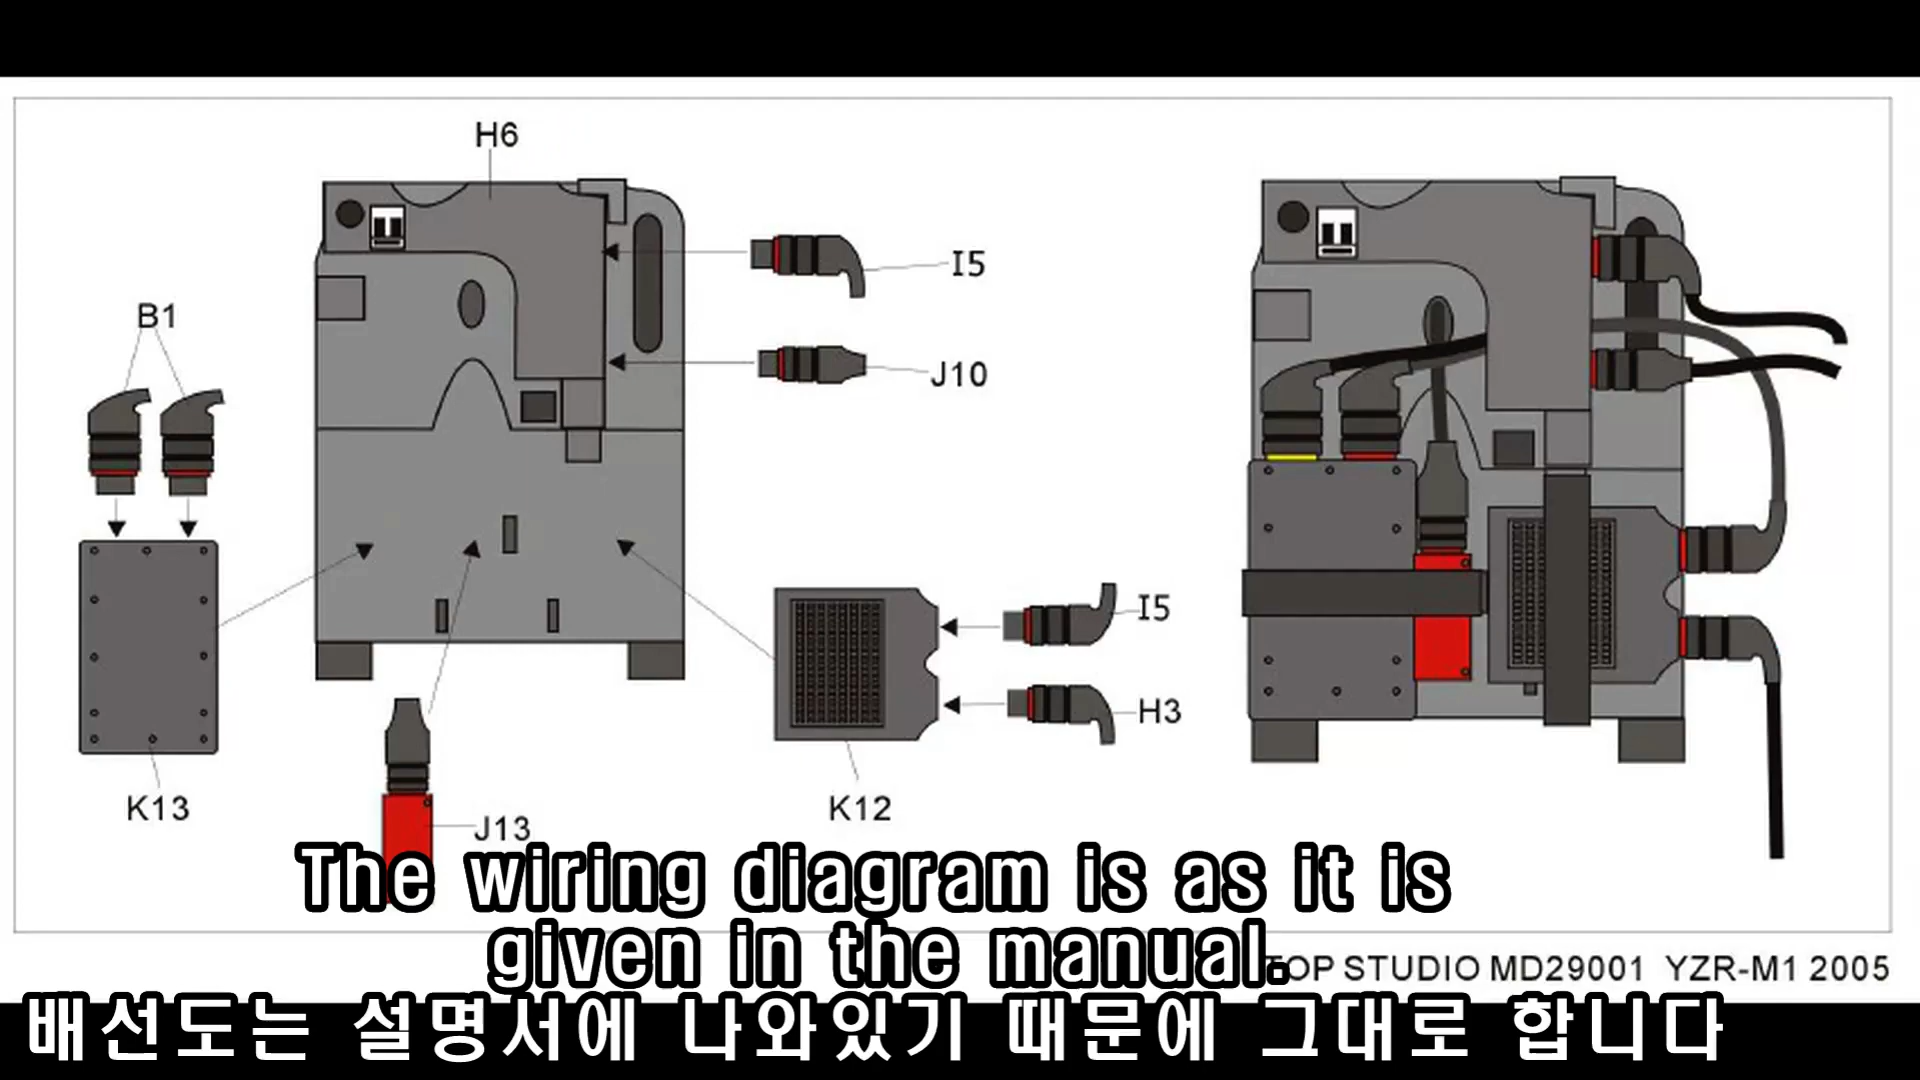 H6
I5
B1
J10
I5
H3
K13
K12
J13
The wiring diagram is as it is
given in the manual.
TOP STUDIO MD29001 YZR-M1 2005
배선도는 설명서에 나와있기 때문에 그대로 합니다